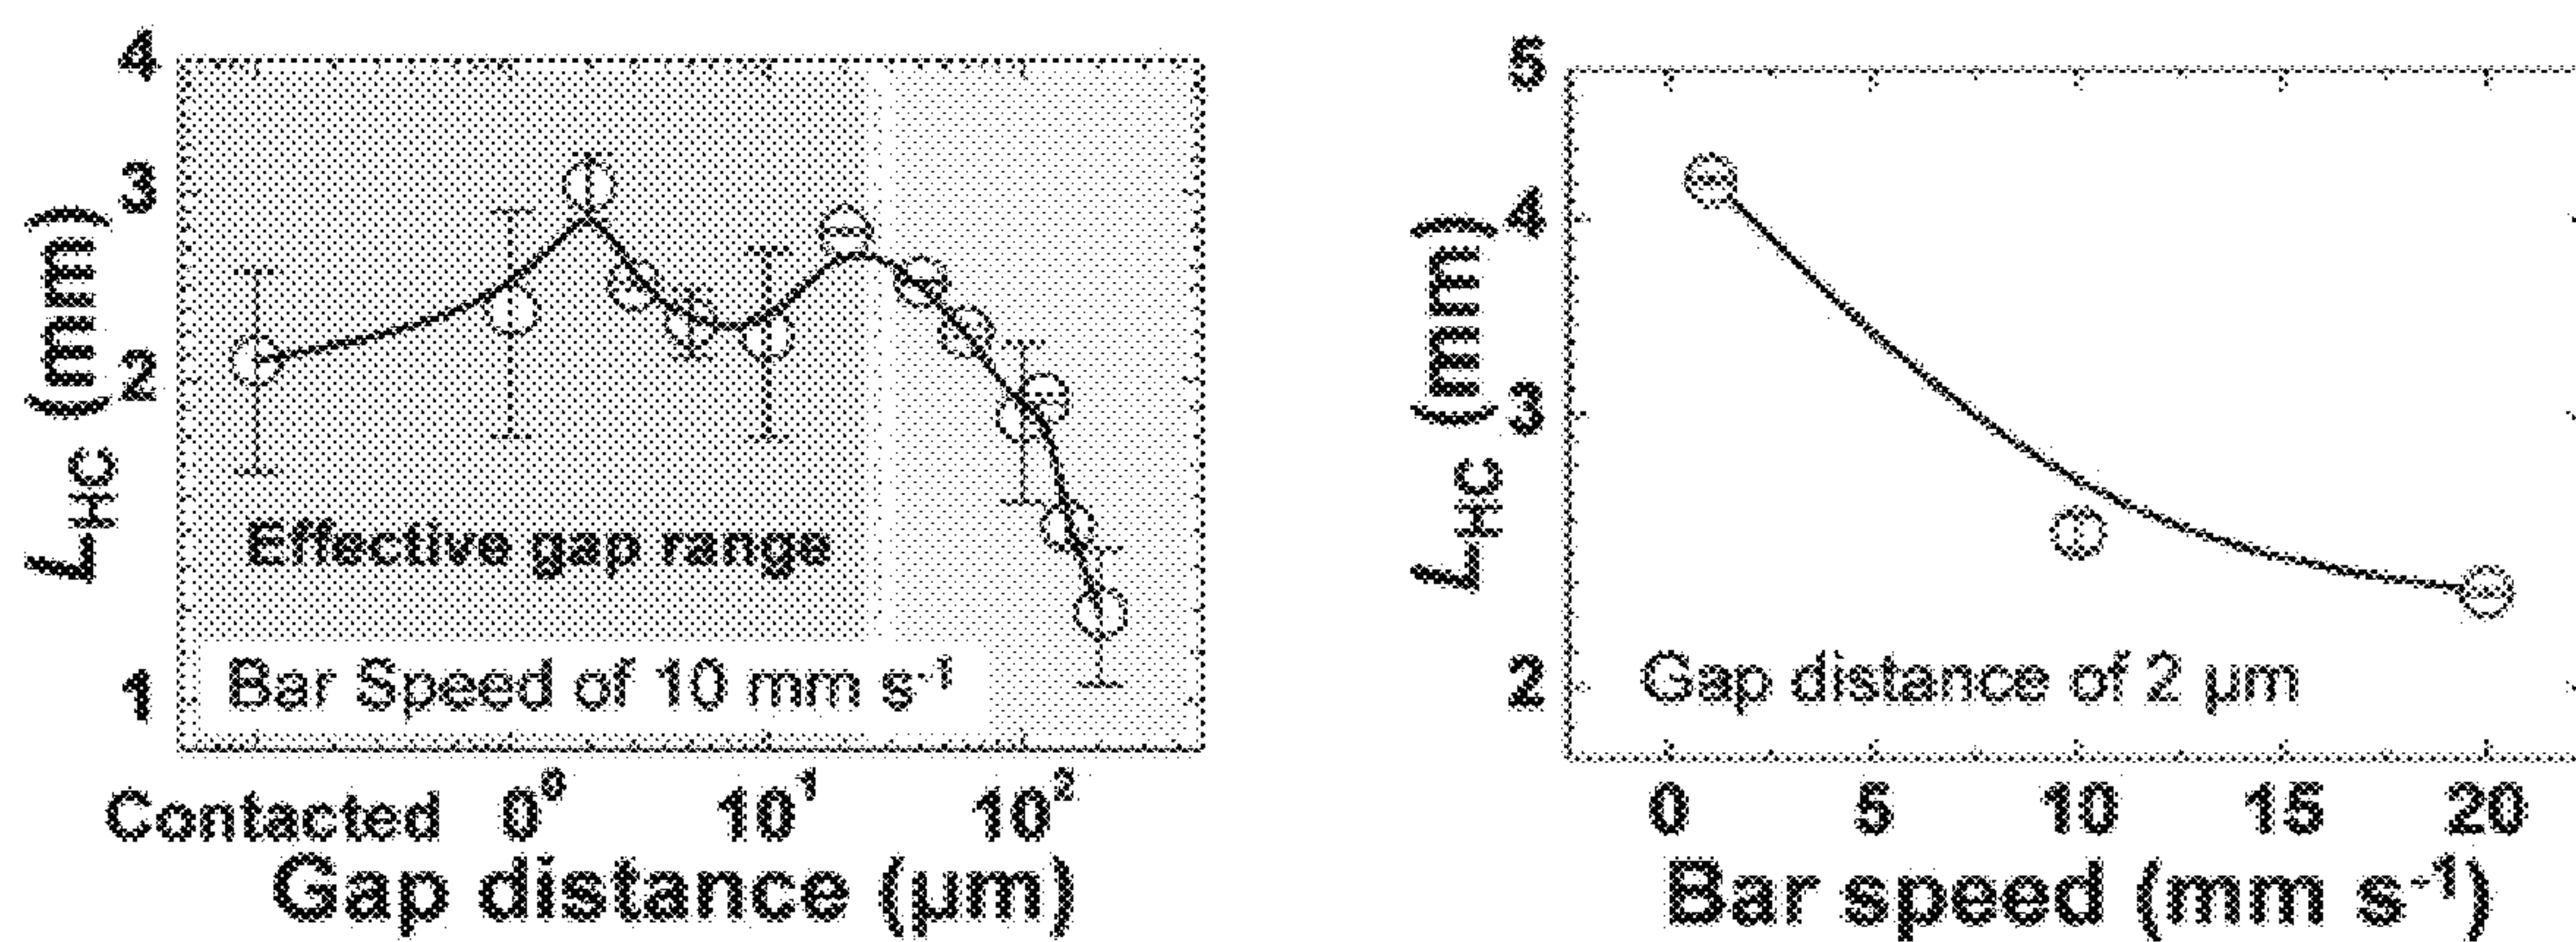 4
3
2
1
L_HC (mm)
Effective gap range
Bar Speed of 10 mm s⁻¹
Contacted 0⁰ 10¹ 10²
Gap distance (µm)
5
4
3
2
L_HC (mm)
Gap distance of 2 µm
0 5 10 15 20
Bar speed (mm s⁻¹)